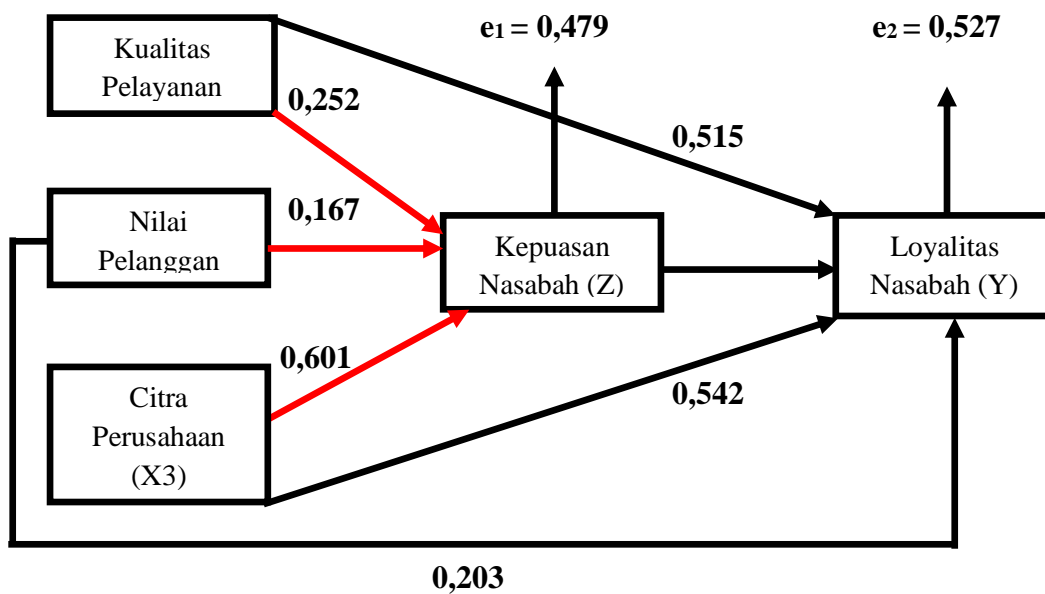 e1 = 0,479
e2 = 0,527
Kualitas
Pelayanan
0,252
0,515
Nilai
Pelanggan
0,167
Kepuasan
Nasabah (Z)
Loyalitas
Nasabah (Y)
0,601
Citra
Perusahaan
(X3)
0,542
0,203